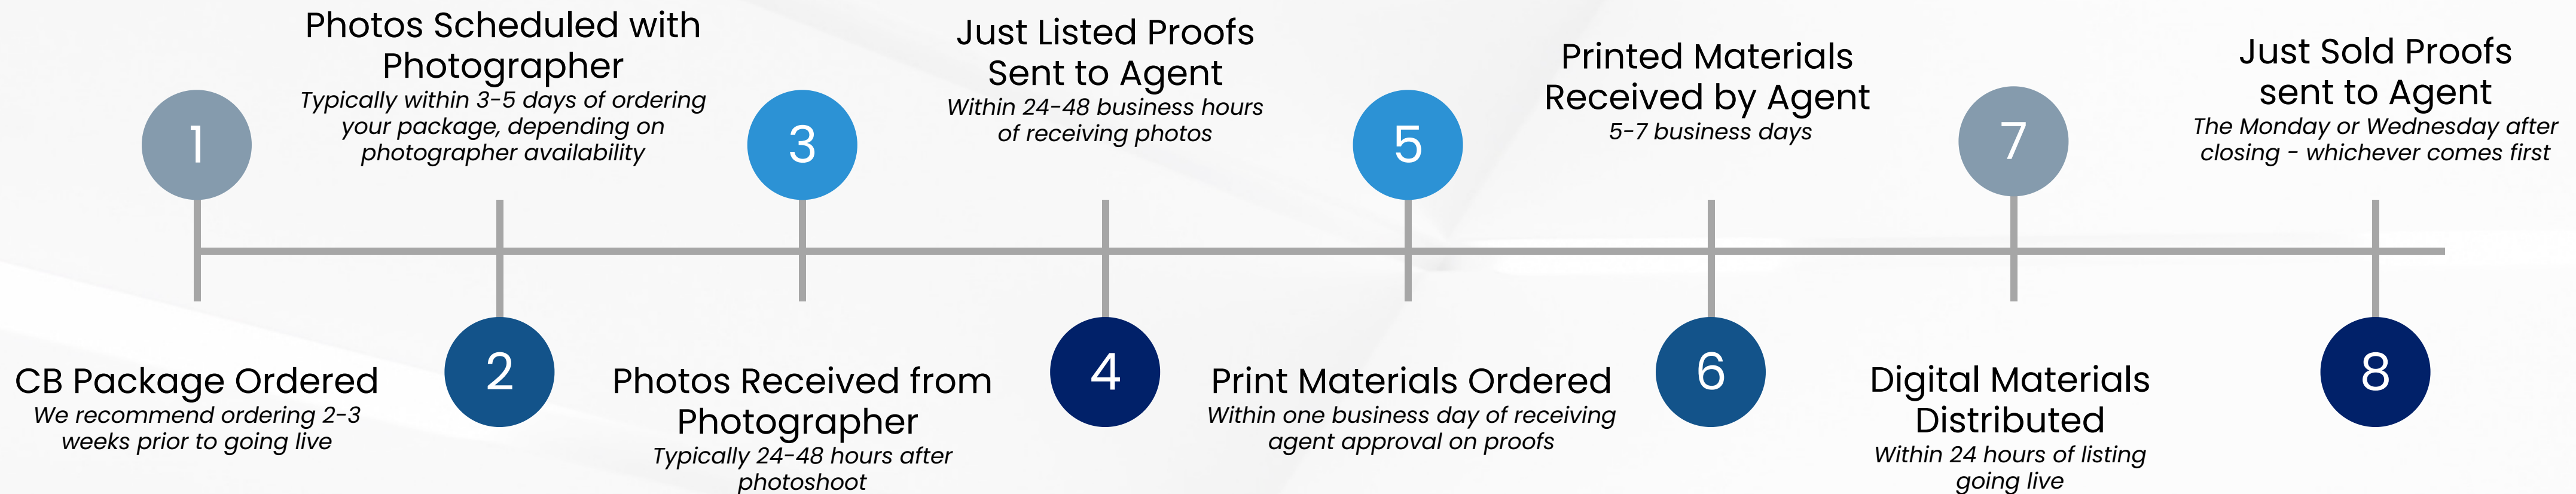 1
CB Package Ordered
We recommend ordering 2-3
weeks prior to going live
Photos Scheduled with
Photographer
Typically within 3-5 days of ordering
your package, depending on
photographer availability
2
3
Photos Received from
Photographer
Typically 24-48 hours after
photoshoot
Just Listed Proofs
Sent to Agent
Within 24-48 business hours
of receiving photos
4
5
Print Materials Ordered
Within one business day of receiving
agent approval on proofs
Printed Materials
Received by Agent
5-7 business days
6
7
Digital Materials
Distributed
Within 24 hours of listing
going live
Just Sold Proofs
sent to Agent
The Monday or Wednesday after
closing - whichever comes first
8